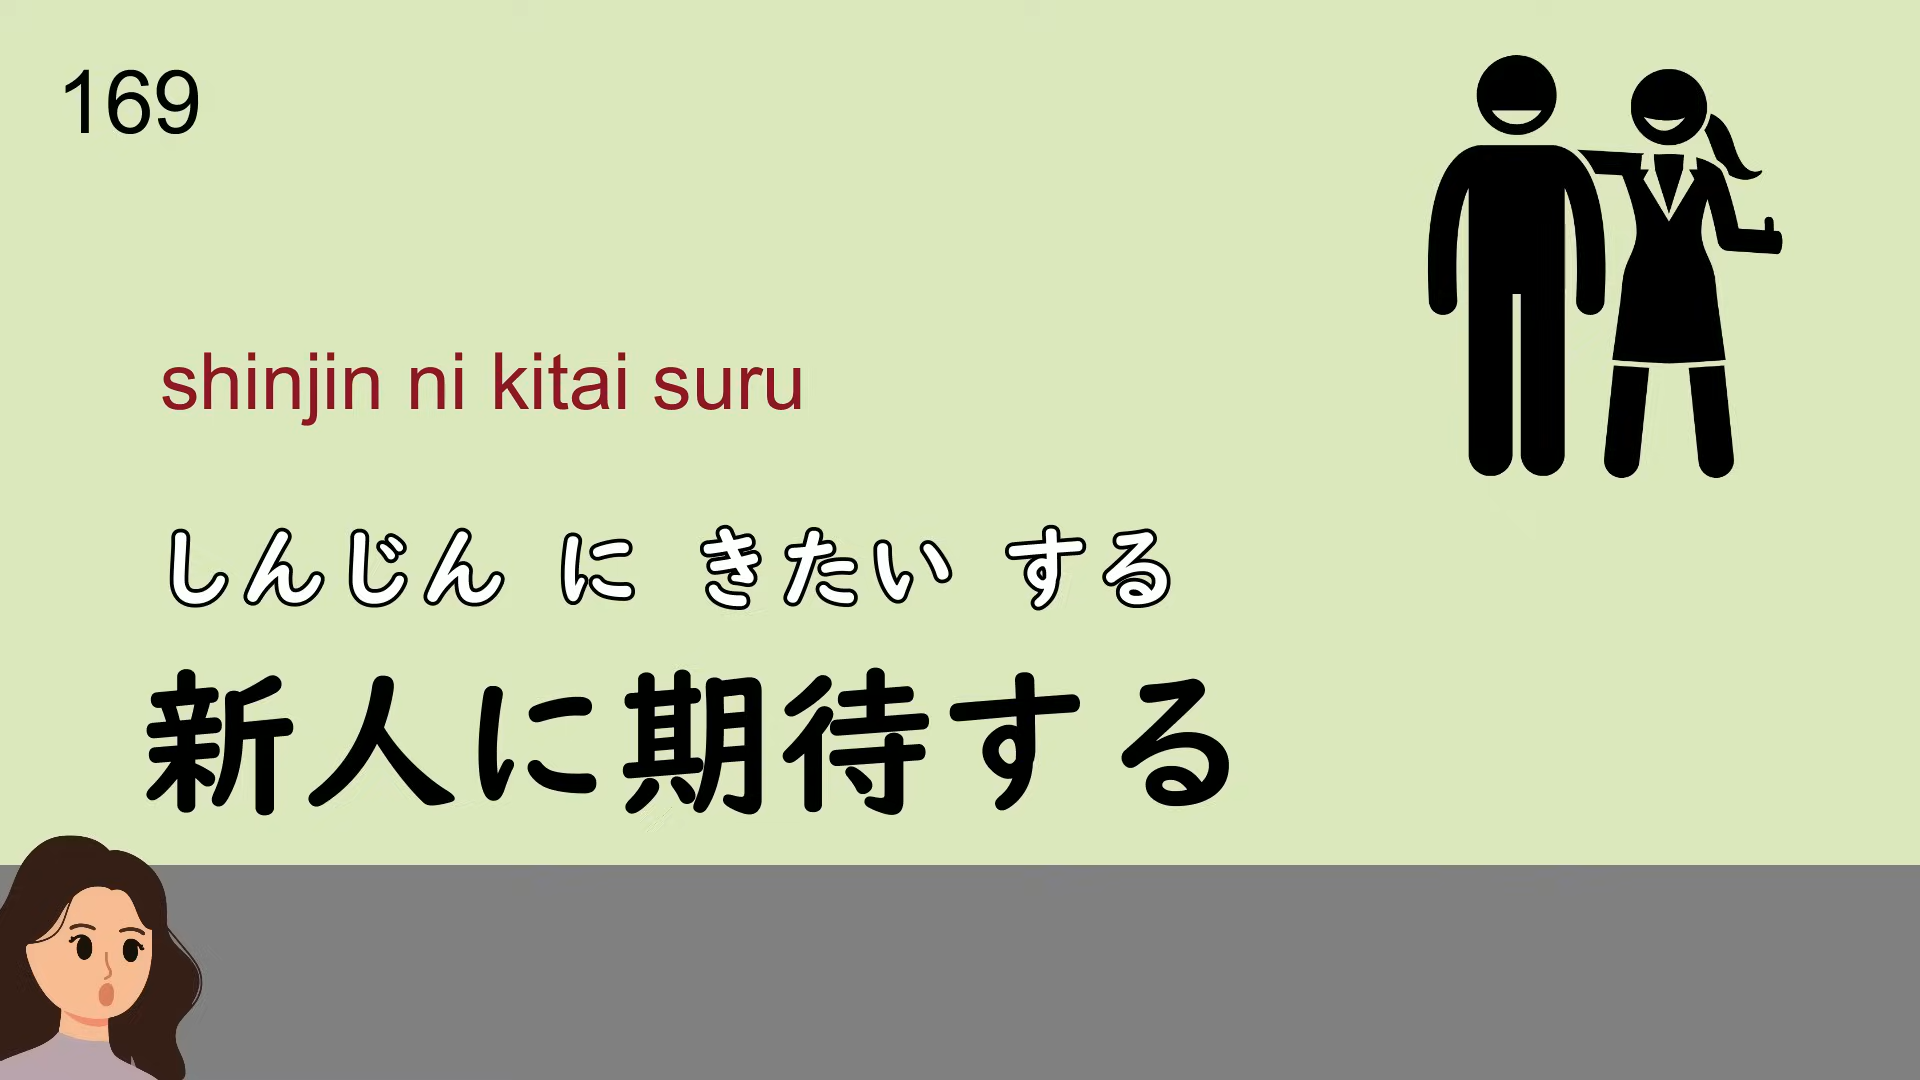 169
shinjin ni kitai suru
しんじん に きたい する
新人に期待する